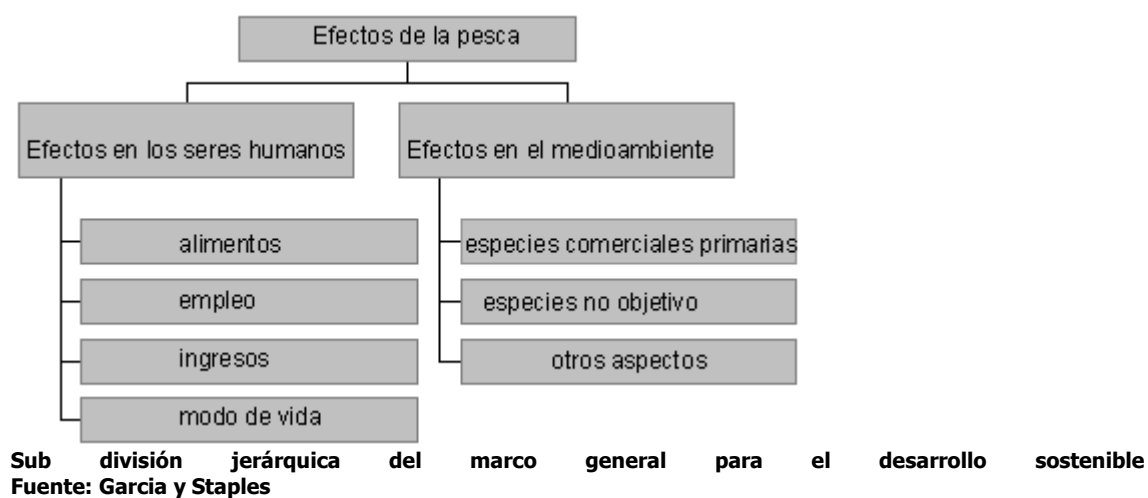 Efectos de la pesca
Efectos en los seres humanos
alimentos
empleo
ingresos
modo de vida
Efectos en el medioambiente
especies comerciales primarias
especies no objetivo
otros aspectos
Sub división jerárquica del marco general para el desarrollo sostenible
Fuente: Garcia y Staples